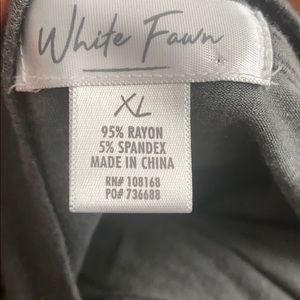 White Fawn
XL
95% RAYON
5% SPANDEX
MADE IN CHINA
RN# 108168
PO# 736688